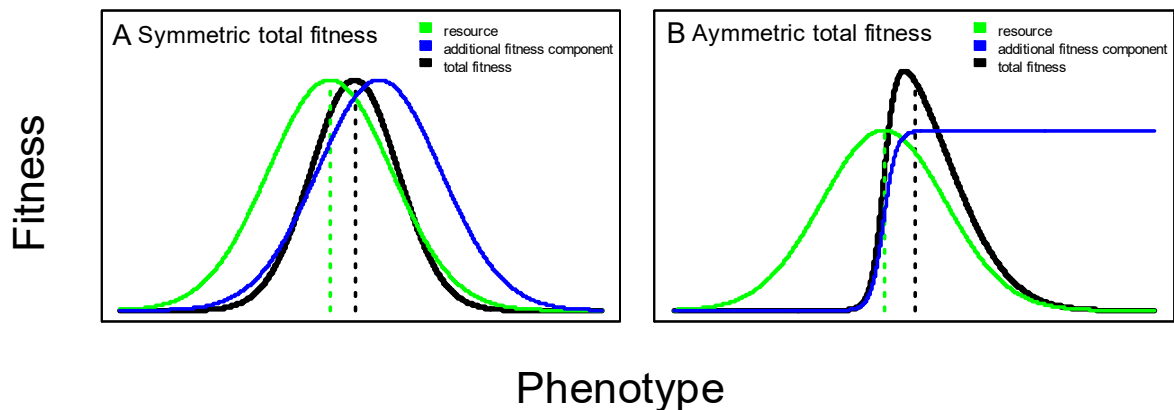 A Symmetric total fitness
resource
additional fitness component
total fitness
B Aymmetric total fitness
resource
additional fitness component
total fitness
Fitness
Phenotype